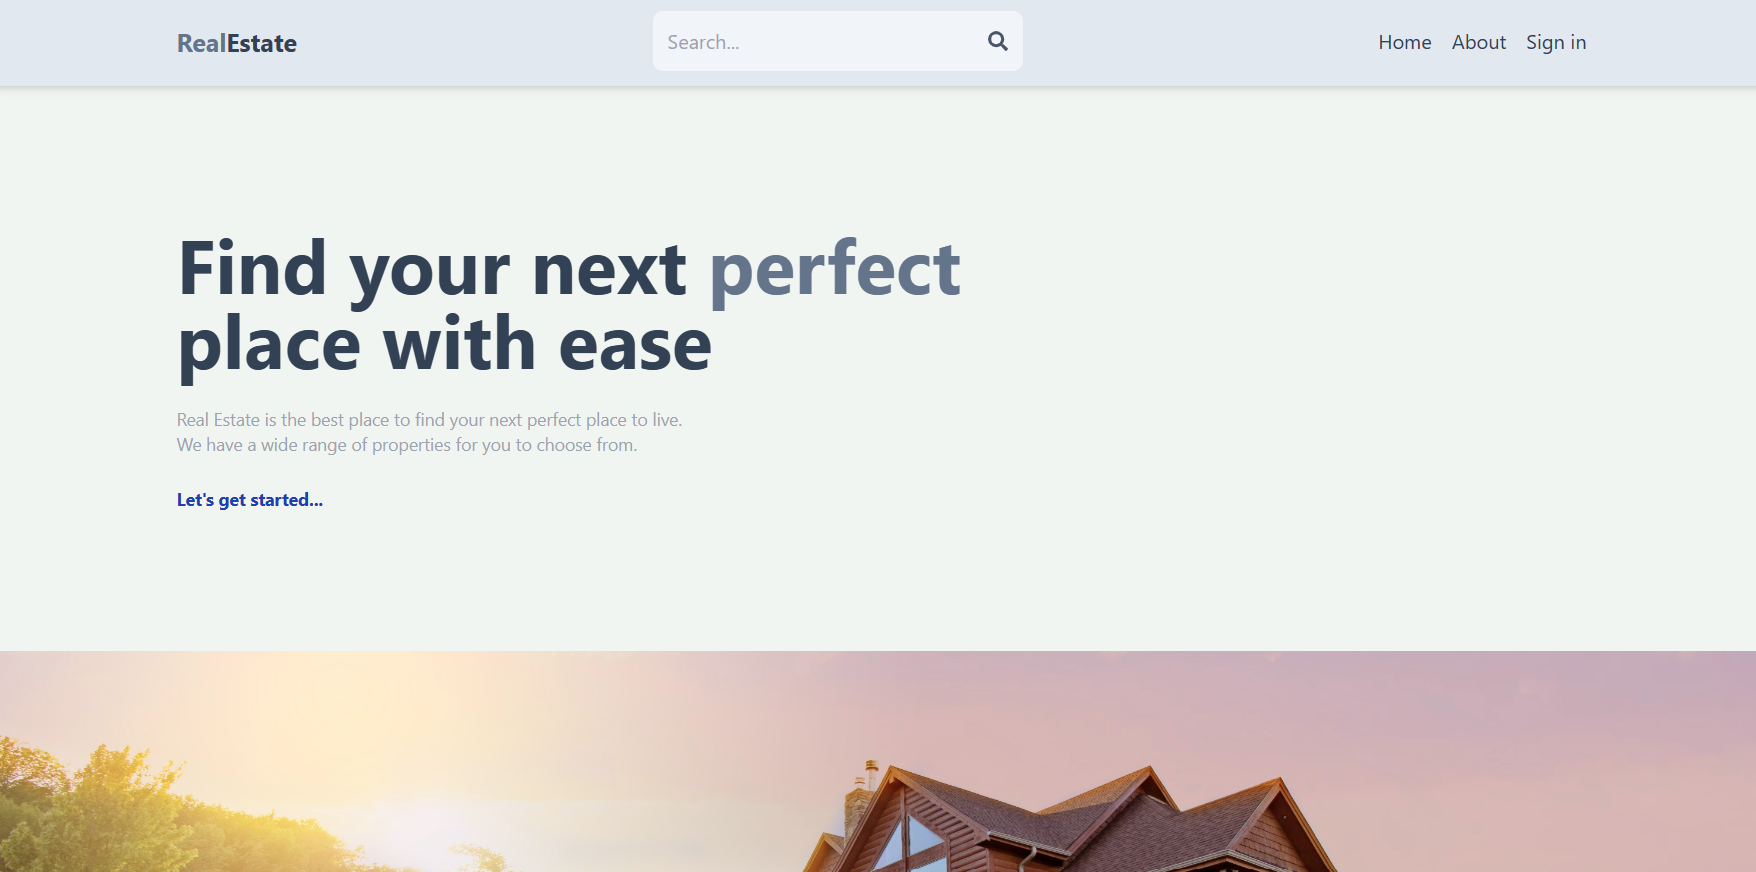 RealEstate
Search...
Home About Sign in
Find your next perfect
place with ease
Real Estate is the best place to find your next perfect place to live.
We have a wide range of properties for you to choose from.
Let's get started...